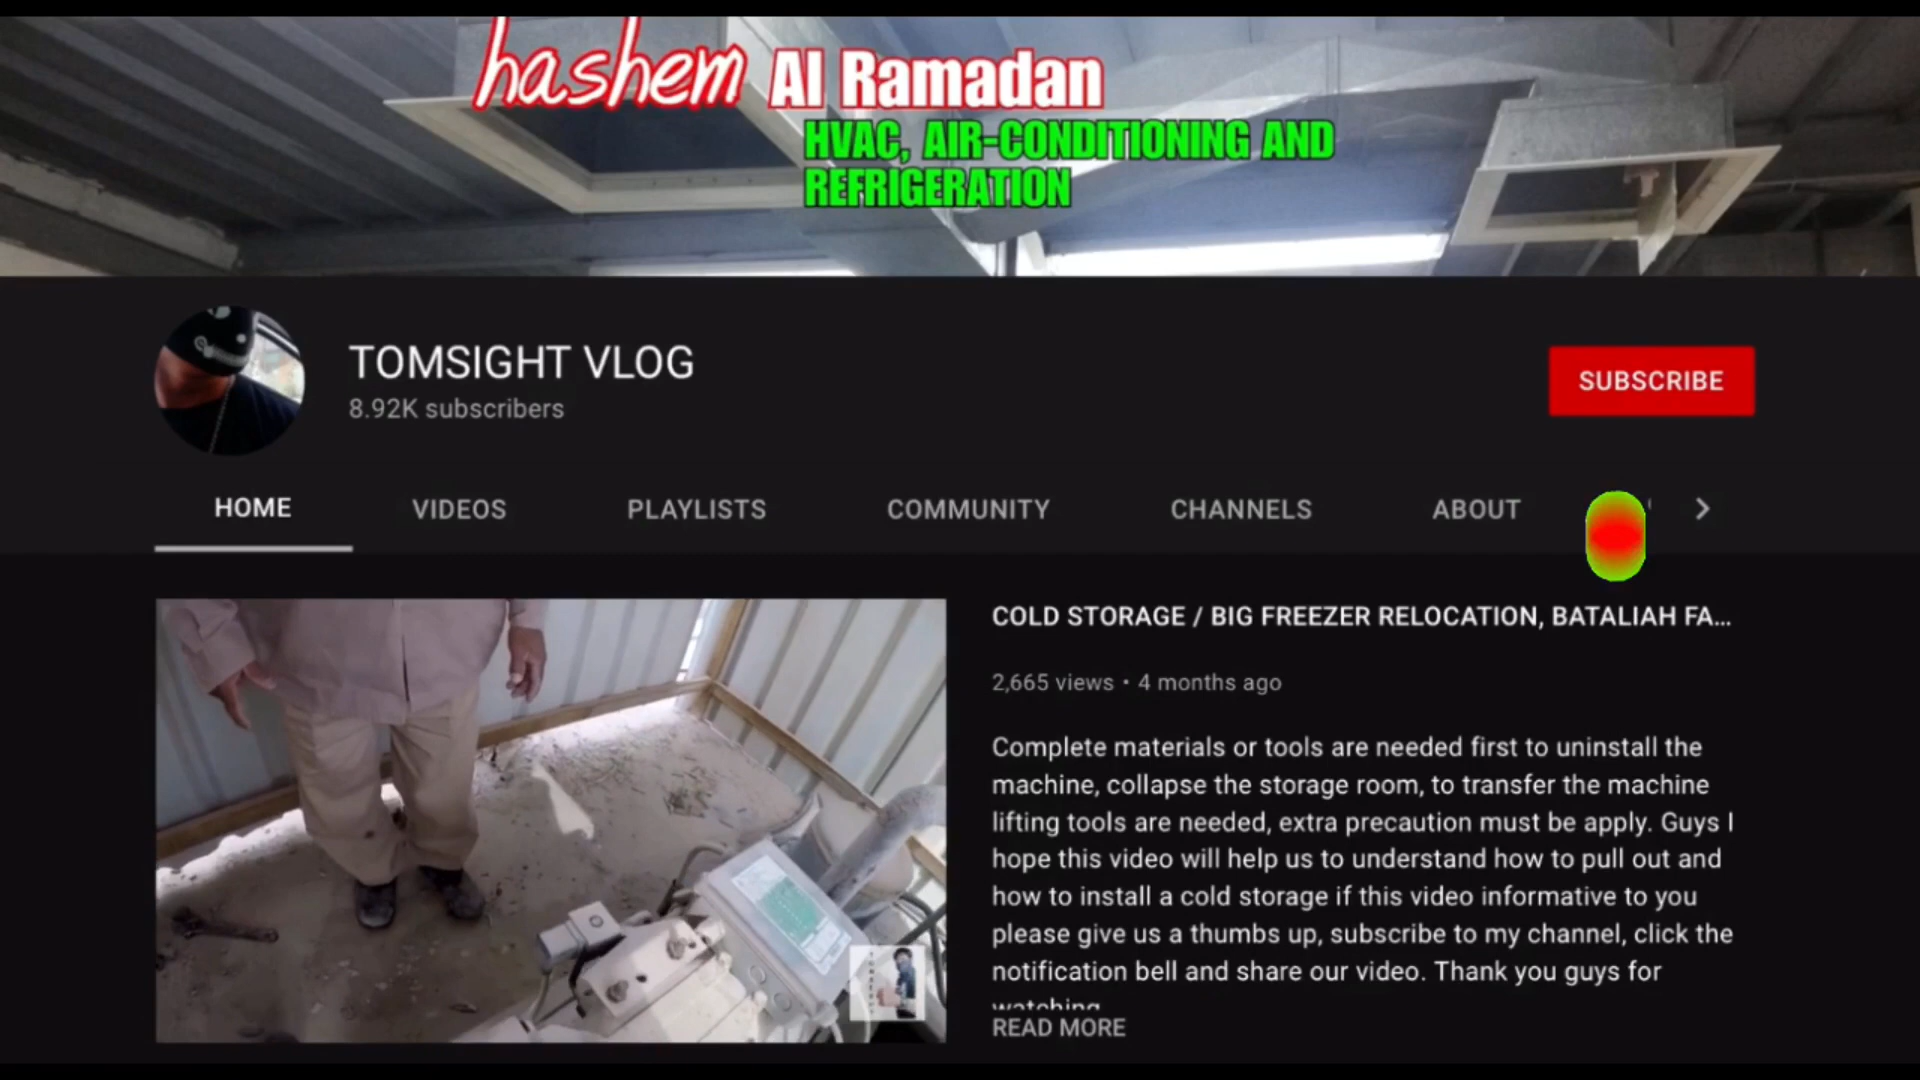 hashem Al Ramadan
HVAC, AIR-CONDITIONING AND
REFRIGERATION
TOMSIGHT VLOG
8.92K subscribers
SUBSCRIBE
HOME VIDEOS PLAYLISTS COMMUNITY CHANNELS ABOUT
COLD STORAGE / BIG FREEZER RELOCATION, BATALIAH FA...
2,665 views • 4 months ago
Complete materials or tools are needed first to uninstall the
machine, collapse the storage room, to transfer the machine
lifting tools are needed, extra precaution must be apply. Guys I
hope this video will help us to understand how to pull out and
how to install a cold storage if this video informative to you
please give us a thumbs up, subscribe to my channel, click the
notification bell and share our video. Thank you guys for
watching
READ MORE